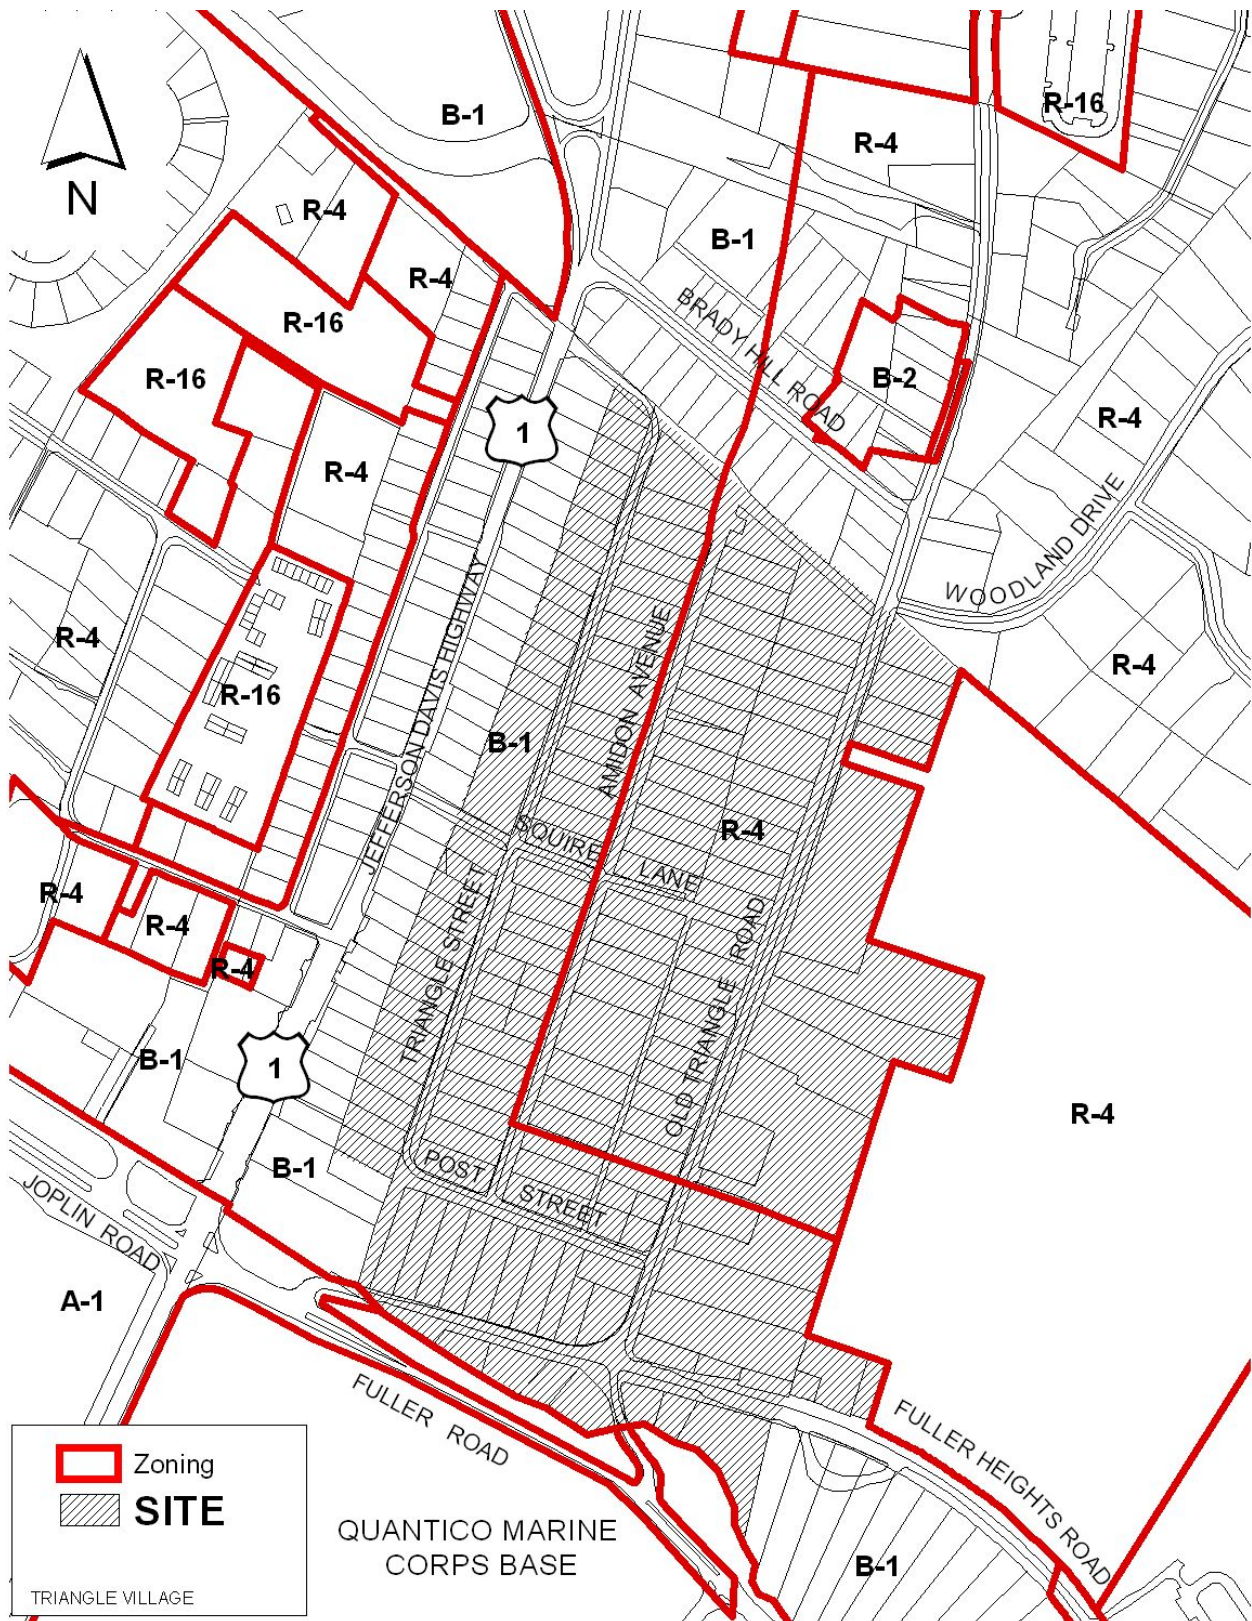 B-1
R-16
R-4
N
R-4
B-1
R-4
BRADY HILL ROAD
R-16
R-16
B-2
R-4
1
R-4
WOODLAND DRIVE
R-4
R-4
R-16
JEFFERSON DAVIS HIGHWAY
B-1
AMIDON AVENUE
SQUIRE LANE
R-4
R-4
R-4
R-4
TRIANGLE STREET
OLD TRIANGLE ROAD
B-1
1
R-4
B-1
POST STREET
JOPLIN ROAD
A-1
FULLER ROAD
FULLER HEIGHTS ROAD
Zoning
SITE
TRIANGLE VILLAGE
QUANTICO MARINE
CORPS BASE
B-1